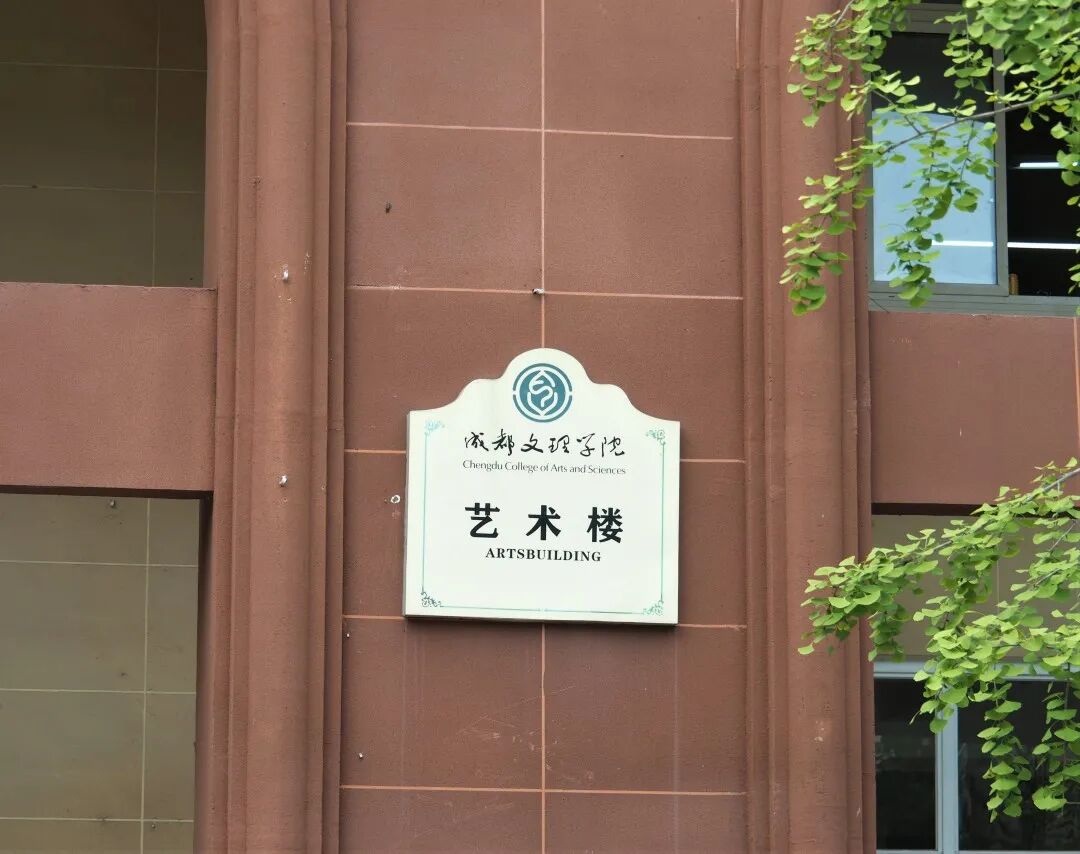 成都文理学院
Chengdu College of Arts and Sciences
艺术楼
ARTSBUILDING